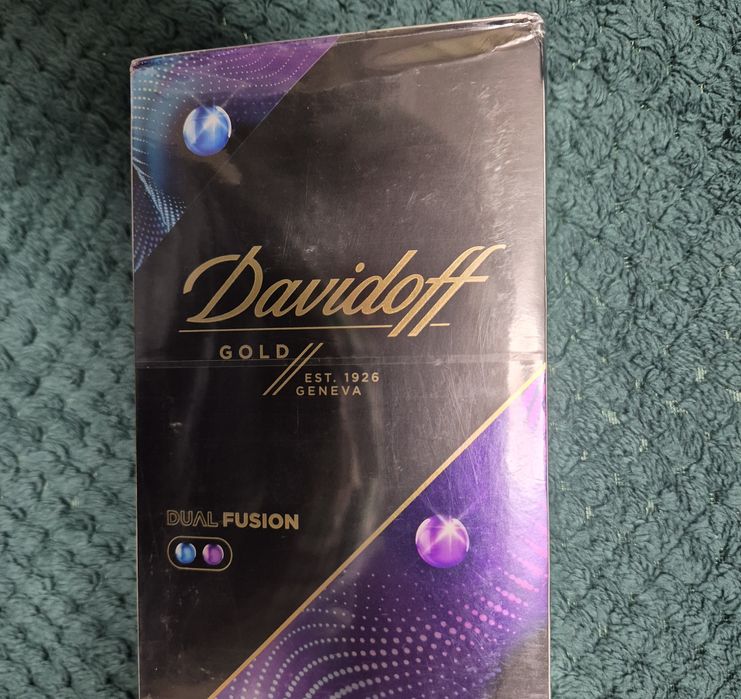 Davidoff
GOLD
EST. 1926
GENEVA
DUAL FUSION